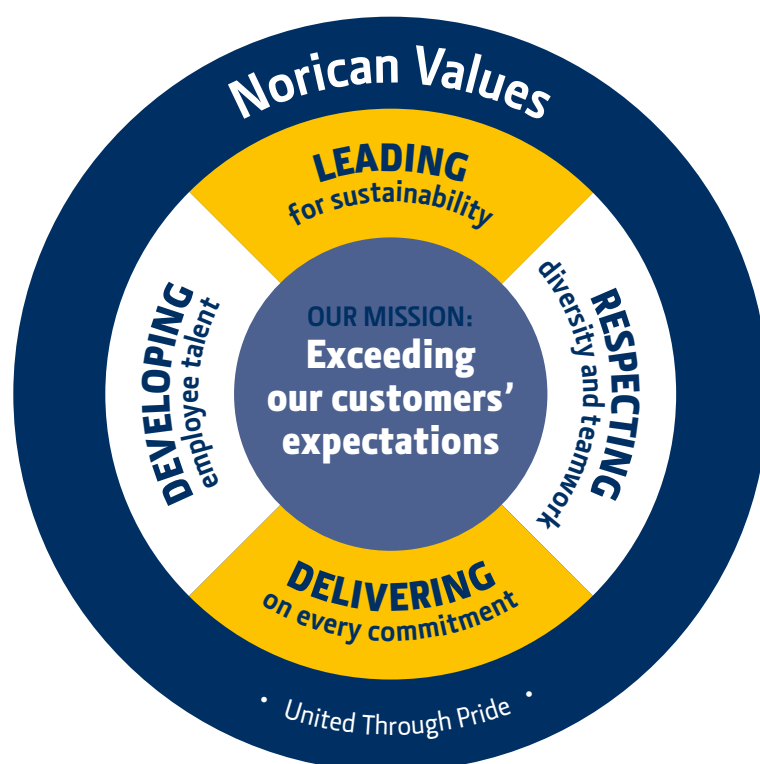 Norican Values
LEADING
for sustainability
DEVELOPING
employee talent
OUR MISSION:
Exceeding
our customers’
expectations
RESPECTING
diversity and teamwork
DELIVERING
on every commitment
• United Through Pride •